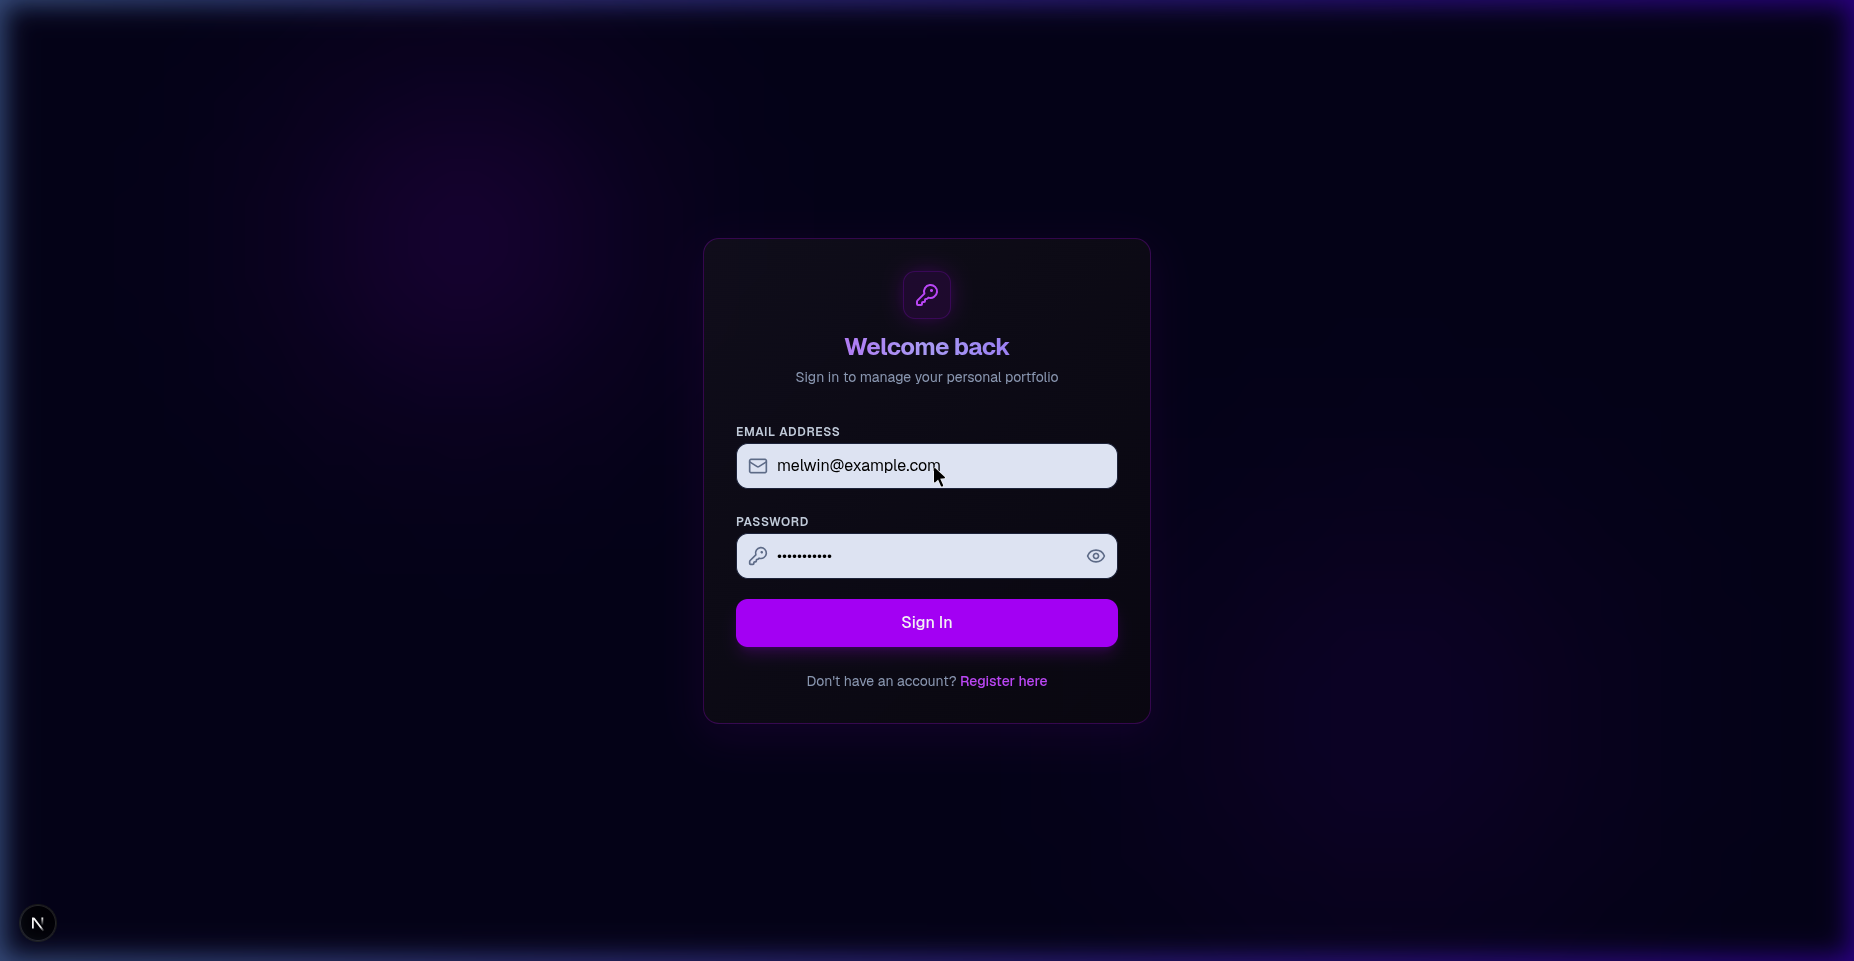 Welcome back
Sign in to manage your personal portfolio
EMAIL ADDRESS
melwin@example.com
PASSWORD
•••••••••••
Sign In
Don't have an account? Register here
N